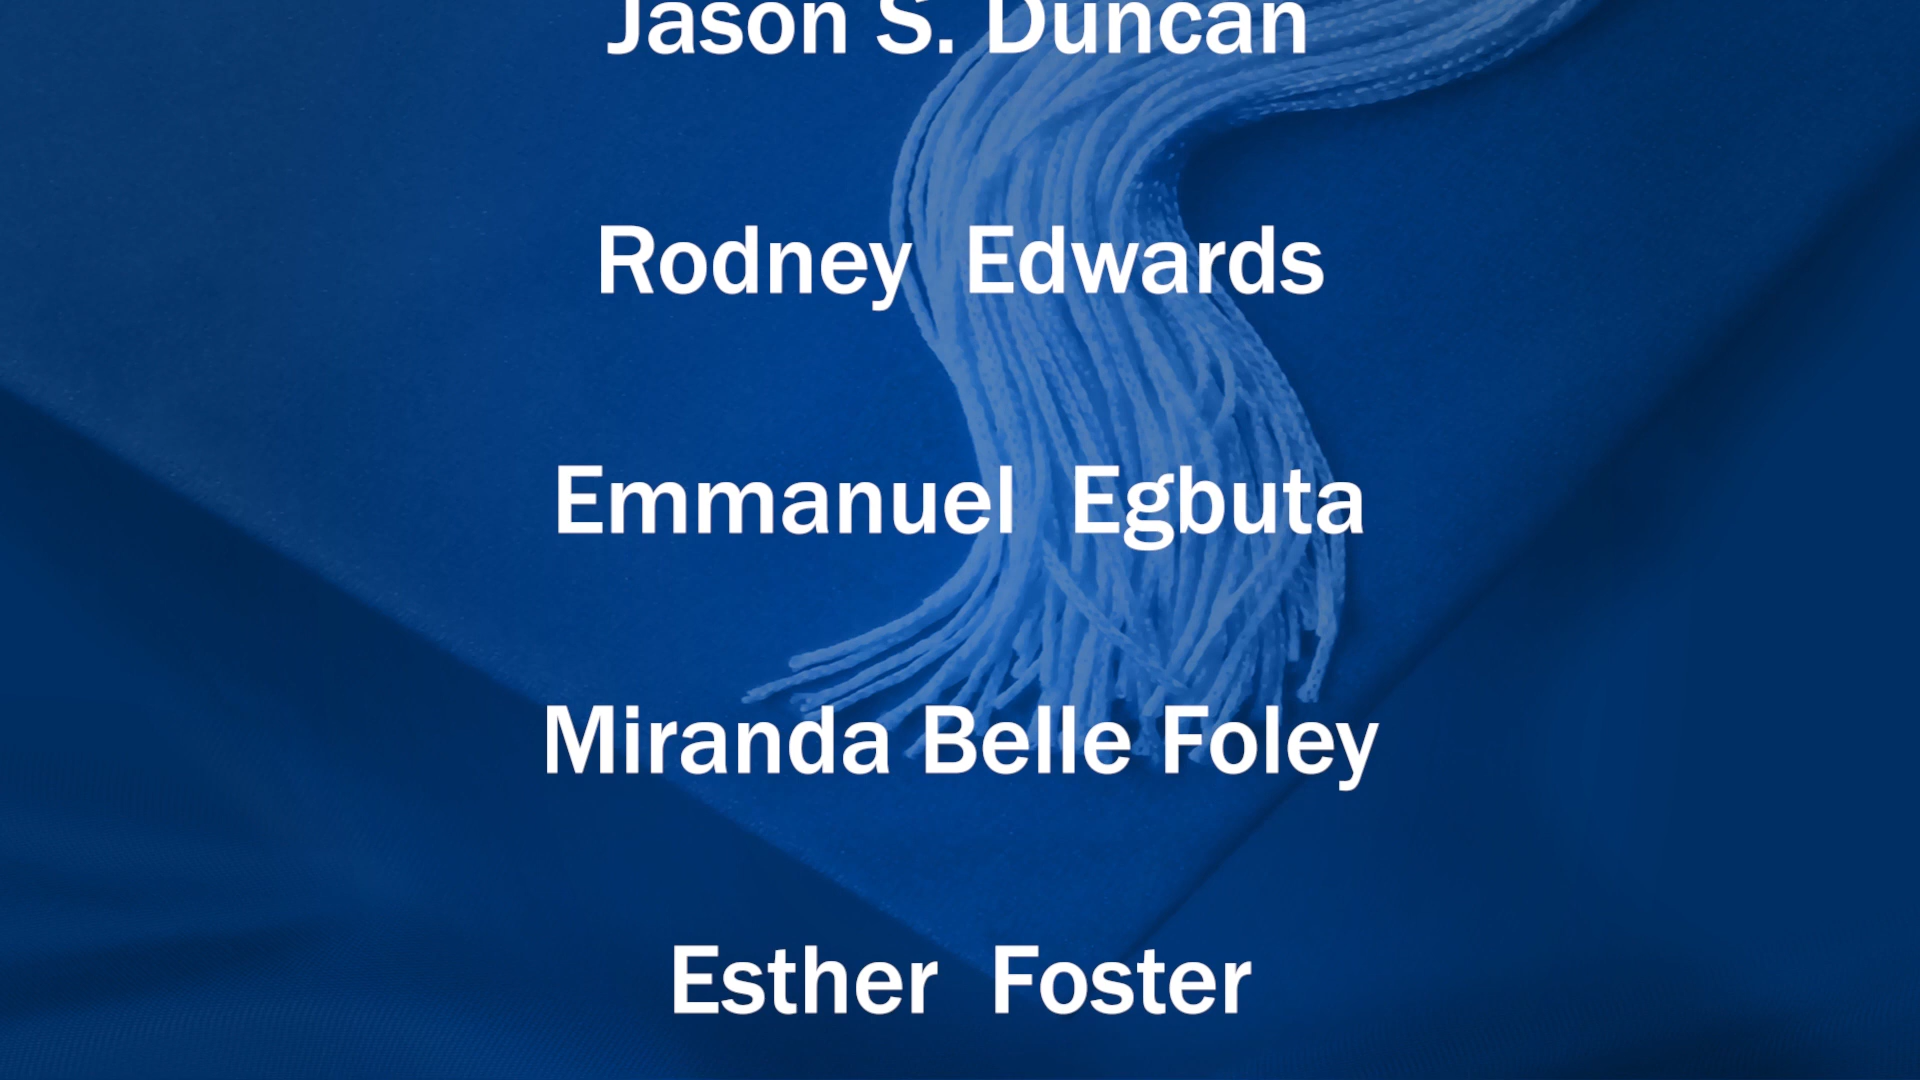 Jason S. Duncan
Rodney Edwards
Emmanuel Egbuta
Miranda Belle Foley
Esther Foster